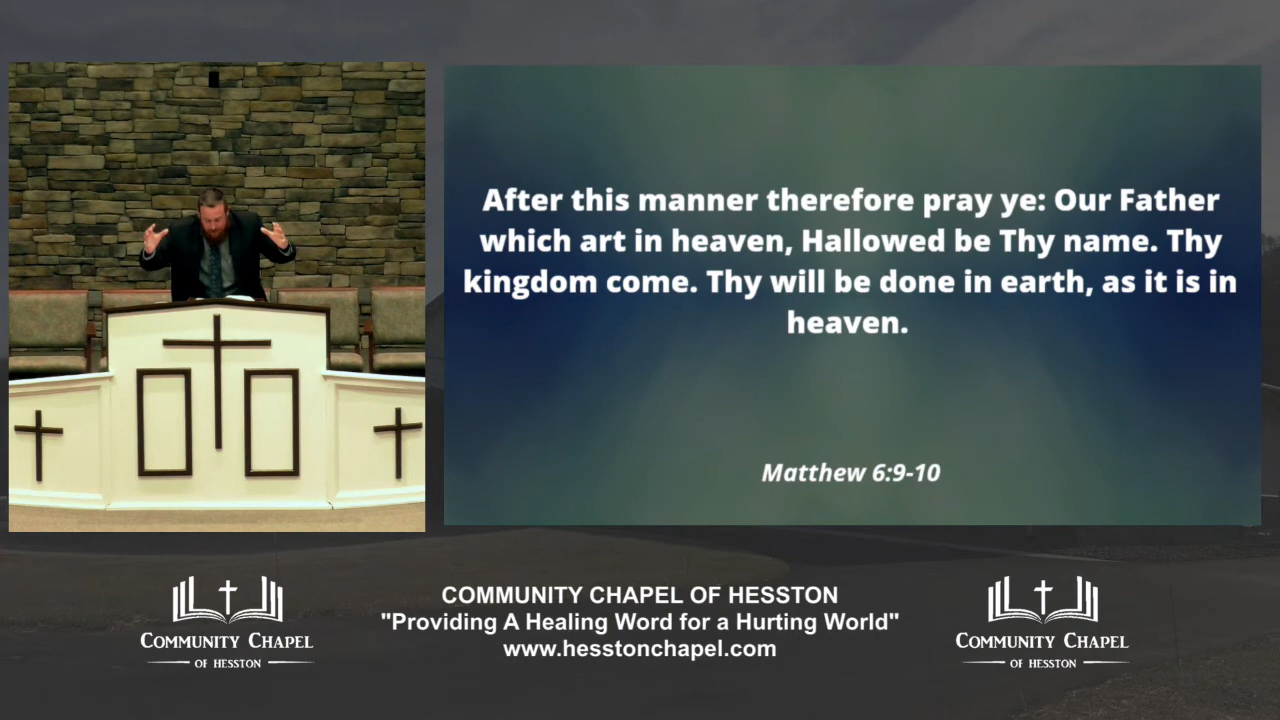 After this manner therefore pray ye: Our Father
which art in heaven, Hallowed be Thy name. Thy
kingdom come. Thy will be done in earth, as it is in
heaven.
Matthew 6:9-10
COMMUNITY CHAPEL
OF HESSTON
COMMUNITY CHAPEL OF HESSTON
"Providing A Healing Word for a Hurting World"
www.hesstonchapel.com
COMMUNITY CHAPEL
OF HESSTON